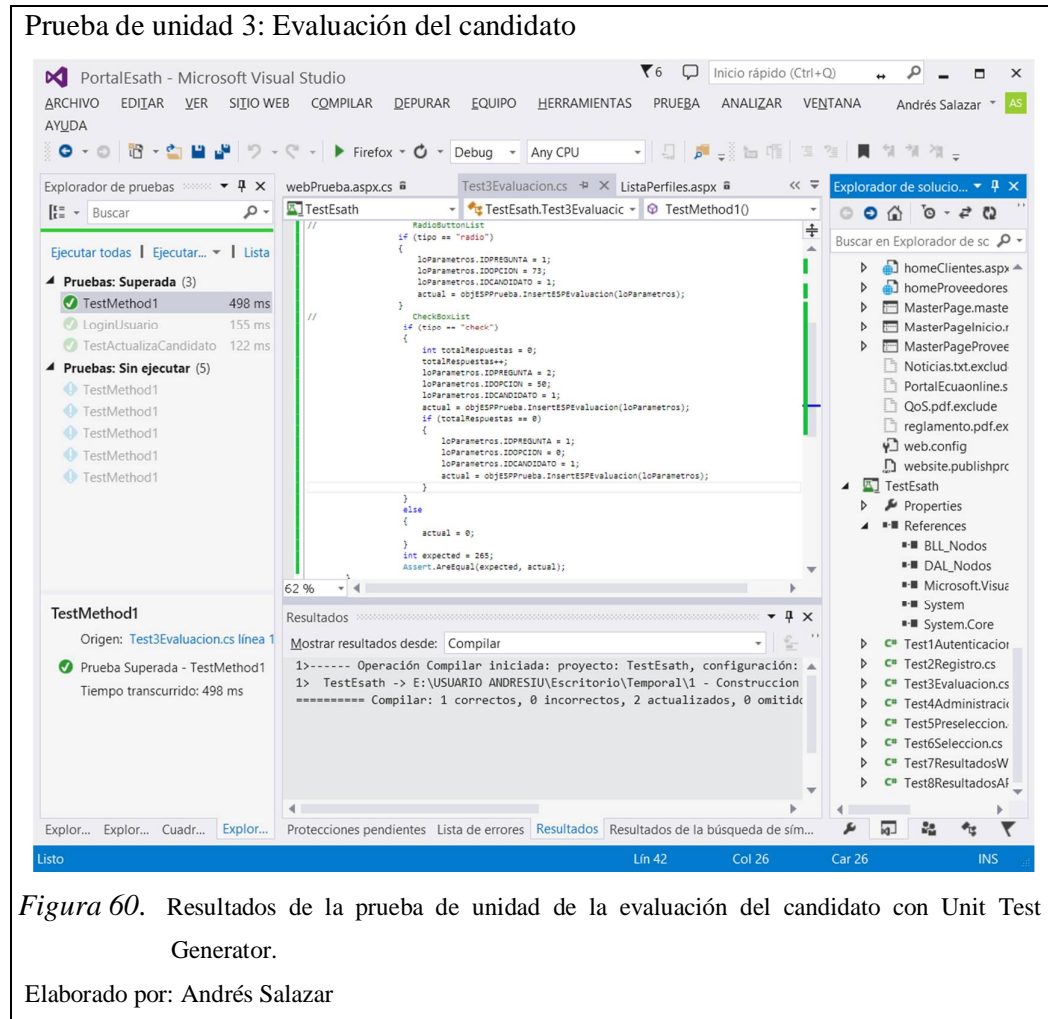 Prueba de unidad 3: Evaluación del candidato
PortalEsath - Microsoft Visual Studio
6
Inicio rápido (Ctrl+Q)
ARCHIVO EDITAR VER SITIO WEB COMPILAR DEPURAR EQUIPO HERRAMIENTAS PRUEBA ANALIZAR VENTANA Andrés Salazar AS
AYUDA
Firefox Debug Any CPU
Explorador de pruebas
Buscar
Ejecutar todas | Ejecutar... | Lista
Pruebas: Superada (3)
TestMethod1 498 ms
LoginUsuario 155 ms
TestActualizaCandidato 122 ms
Pruebas: Sin ejecutar (5)
TestMethod1
TestMethod1
TestMethod1
TestMethod1
TestMethod1
TestMethod1
Origen: Test3Evaluacion.cs línea 1
Prueba Superada - TestMethod1
Tiempo transcurrido: 498 ms
Explor... Explor... Cuadr... Explor...
webPrueba.aspx.cs Test3Evaluacion.cs ListaPerfiles.aspx
TestEsath TestEsath.Test3Evaluacic TestMethod1()
// RadioButtonList
if (tipo == "radio")
{
loParametros.IDPREGUNTA = 1;
loParametros.IDOPCION = 73;
loParametros.IDCANDIDATO = 1;
actual = objESPPrueba.InsertESPEvaluacion(loParametros);
}
// CheckBoxList
if (tipo == "check")
{
int totalRespuestas = 0;
totalRespuestas++;
loParametros.IDPREGUNTA = 2;
loParametros.IDOPCION = 50;
loParametros.IDCANDIDATO = 1;
actual = objESPPrueba.InsertESPEvaluacion(loParametros);
if (totalRespuestas == 0)
{
loParametros.IDPREGUNTA = 1;
loParametros.IDOPCION = 0;
loParametros.IDCANDIDATO = 1;
actual = objESPPrueba.InsertESPEvaluacion(loParametros);
}
}
else
{
actual = 0;
}
int expected = 265;
Assert.AreEqual(expected, actual);
}
62 %
Resultados
Mostrar resultados desde: Compilar
1>------ Operación Compilar iniciada: proyecto: TestEsath, configuración:
1> TestEsath -> E:\USUARIO ANDRESIU\Escritorio\Temporal\1 - Construccion
========== Compilar: 1 correctos, 0 incorrectos, 2 actualizados, 0 omitido
Protecciones pendientes Lista de errores Resultados Resultados de la búsqueda de sím...
Explorador de solucio...
Buscar en Explorador de sc
homeClientes.aspx
homeProveedores
MasterPage.maste
MasterPageInicio.r
MasterPageProvee
Noticias.txt.exclud
PortalEcuaonline.s
QoS.pdf.exclude
reglamento.pdf.ex
web.config
website.publishprc
TestEsath
Properties
References
BLL_Nodos
DAL_Nodos
Microsoft.Visua
System
System.Core
C# Test1Autenticacior
C# Test2Registro.cs
C# Test3Evaluacion.cs
C# Test4Administracic
C# Test5Preseleccion.
C# Test6Seleccion.cs
C# Test7ResultadosW
C# Test8ResultadosAF
Listo Lín 42 Col 26 Car 26 INS
Figura 60. Resultados de la prueba de unidad de la evaluación del candidato con Unit Test
Generator.
Elaborado por: Andrés Salazar